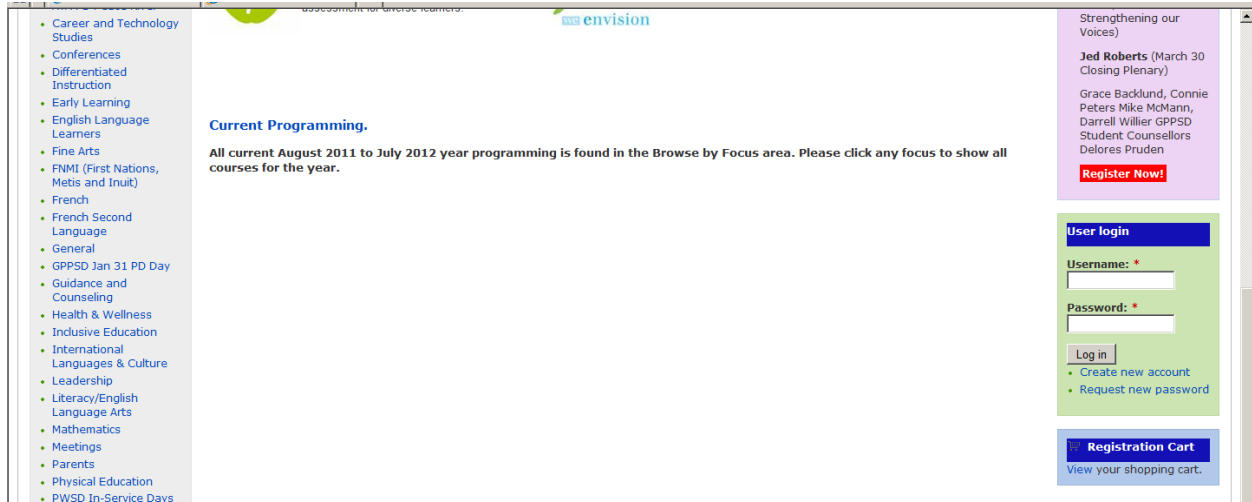 Career and Technology
Studies
Conferences
Differentiated
Instruction
Early Learning
English Language
Learners
Fine Arts
FNMI (First Nations,
Metis and Inuit)
French
French Second
Language
General
GPPSD Jan 31 PD Day
Guidance and
Counseling
Health & Wellness
Inclusive Education
International
Languages & Culture
Leadership
Literacy/English
Language Arts
Mathematics
Meetings
Parents
Physical Education
PWSD In-Service Days
assessment for diverse learners.
we envision
Current Programming.
All current August 2011 to July 2012 year programming is found in the Browse by Focus area. Please click any focus to show all
courses for the year.
Strengthening our
Voices)
Jed Roberts (March 30
Closing Plenary)
Grace Backlund, Connie
Peters Mike McMann,
Darrell Willier GPPSD
Student Counsellors
Delores Pruden
Register Now!
User login
Username: *
Password: *
Log in
Create new account
Request new password
Registration Cart
View your shopping cart.